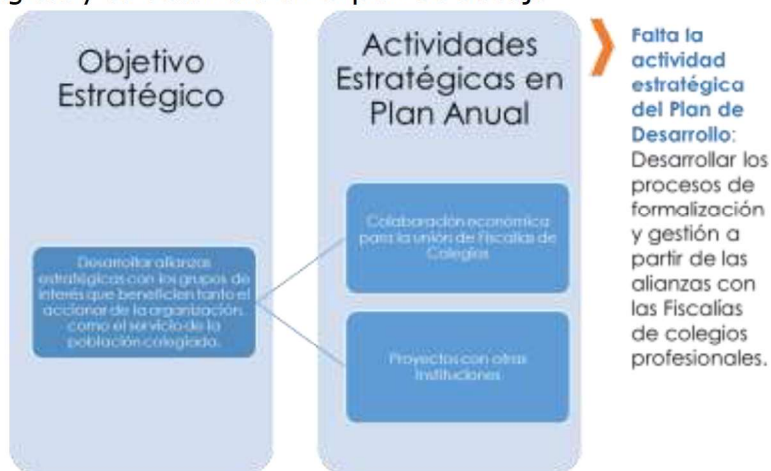 Objetivo
Estratégico
Desarrollar alianzas
estratégicas con los grupos de
interés que beneficien tanto el
accionar de la organización,
como el servicio de la
población colegiada.
Actividades
Estratégicas en
Plan Anual
Colaboración económica
para la unión de Fiscalías de
Colegios
Proyectos con otras
Instituciones
Falta la
actividad
estratégica
del Plan de
Desarrollo:
Desarrollar los
procesos de
formalización
y gestión a
partir de las
alianzas con
las Fiscalías
de colegios
profesionales.